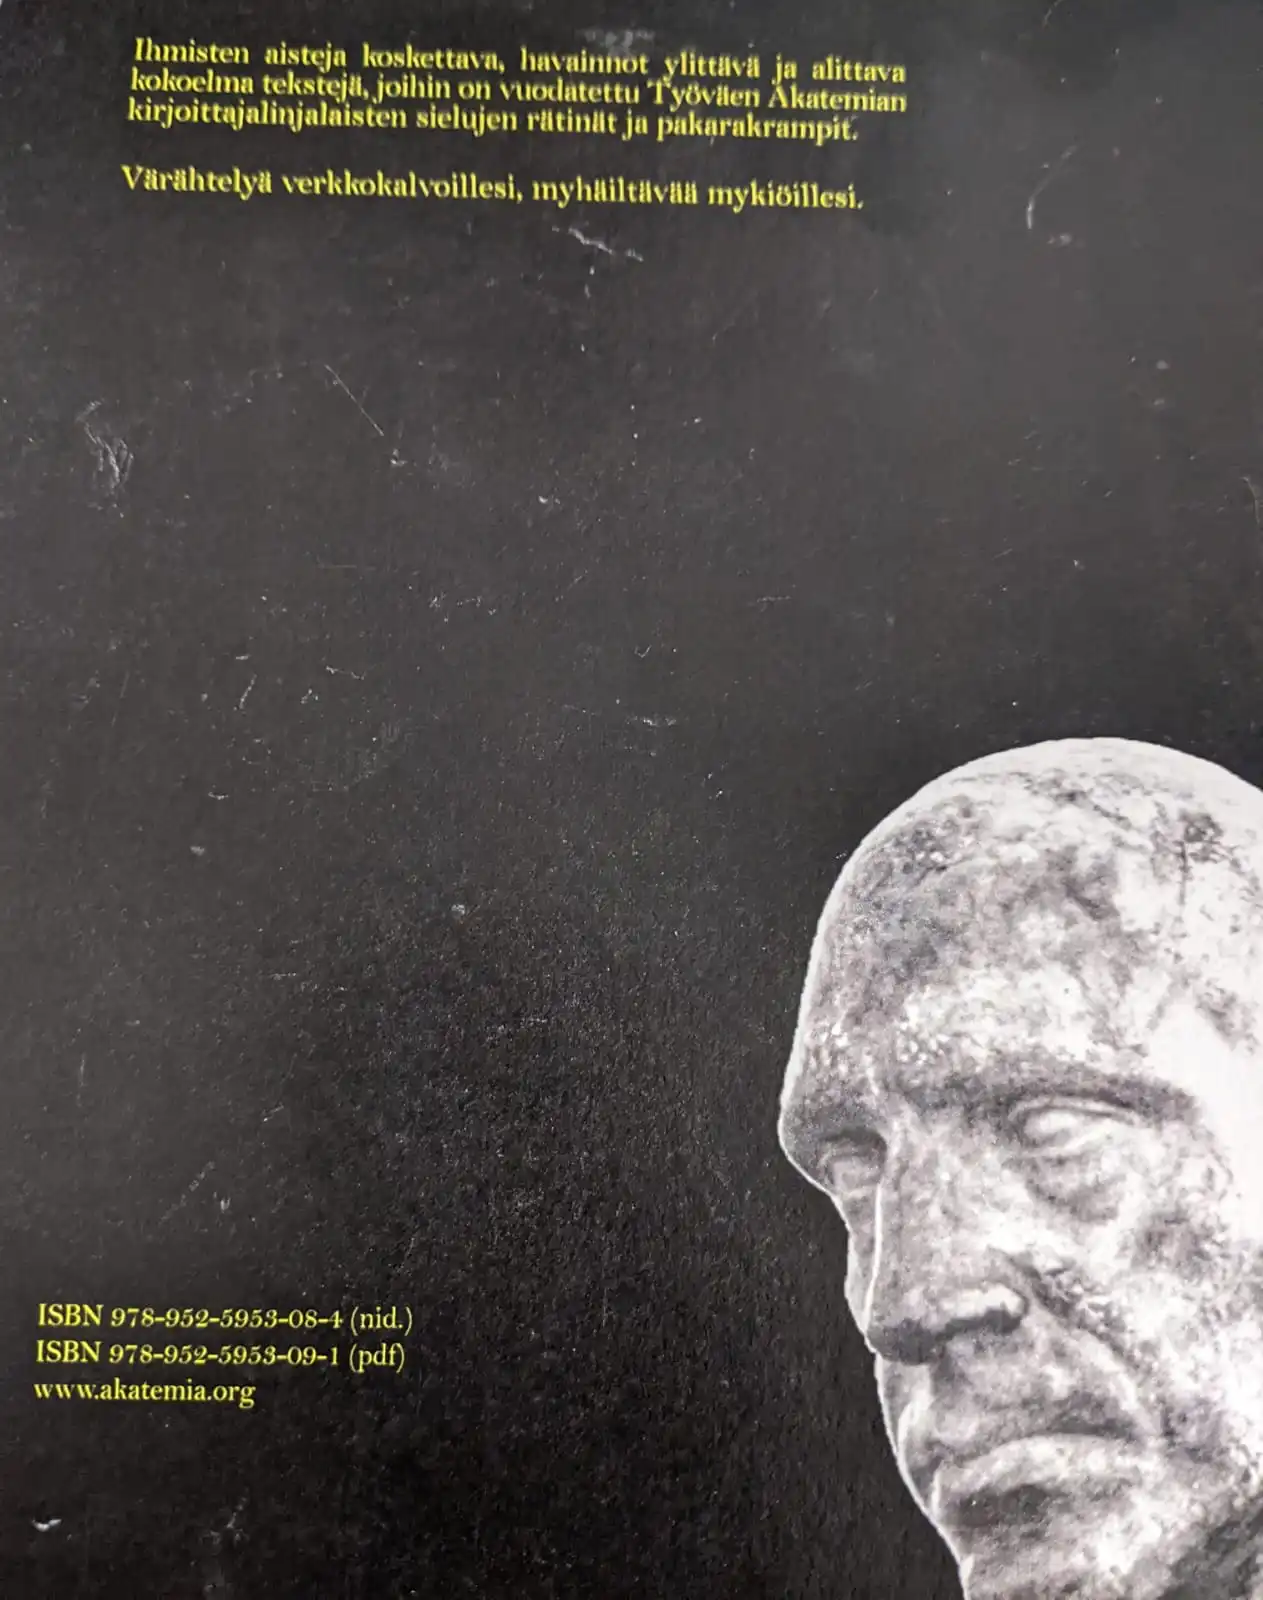 Ihmisten aisteja koskettava, havainnot ylittävä ja alittava
kokoelma tekstejä, joihin on vuodatettu Työväen Akatemian
kirjoittajalinjalaisten sielujen rätinät ja pakarakrampit.
Värähtelyä verkkokalvoillesi, myhäiltävää mykiöillesi.
ISBN 978-952-5953-08-4 (nid.)
ISBN 978-952-5953-09-1 (pdf)
www.akatemia.org